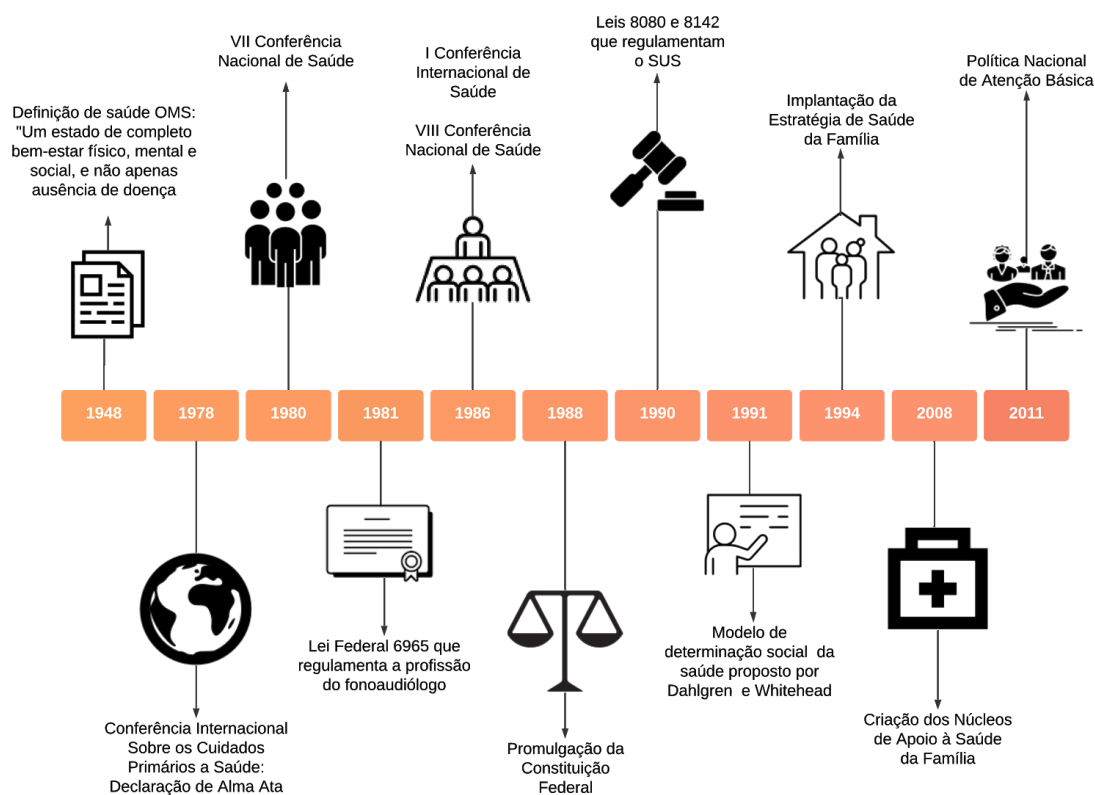 Definição de saúde OMS:
"Um estado de completo
bem-estar físico, mental e
social, e não apenas
ausência de doença
VII Conferência
Nacional de Saúde
I Conferência
Internacional de
Saúde
VIII Conferência
Nacional de Saúde
Leis 8080 e 8142
que regulamentam
o SUS
Implantação da
Estratégia de Saúde
da Família
Política Nacional
de Atenção Básica
1948
1978
1980
1981
1986
1988
1990
1991
1994
2008
2011
Conferência Internacional
Sobre os Cuidados
Primários a Saúde:
Declaração de Alma Ata
Lei Federal 6965 que
regulamenta a profissão
do fonoaudiólogo
Promulgação da
Constituição
Federal
Modelo de
determinação social da
saúde proposto por
Dahlgren e Whitehead
Criação dos Núcleos
de Apoio à Saúde
da Família